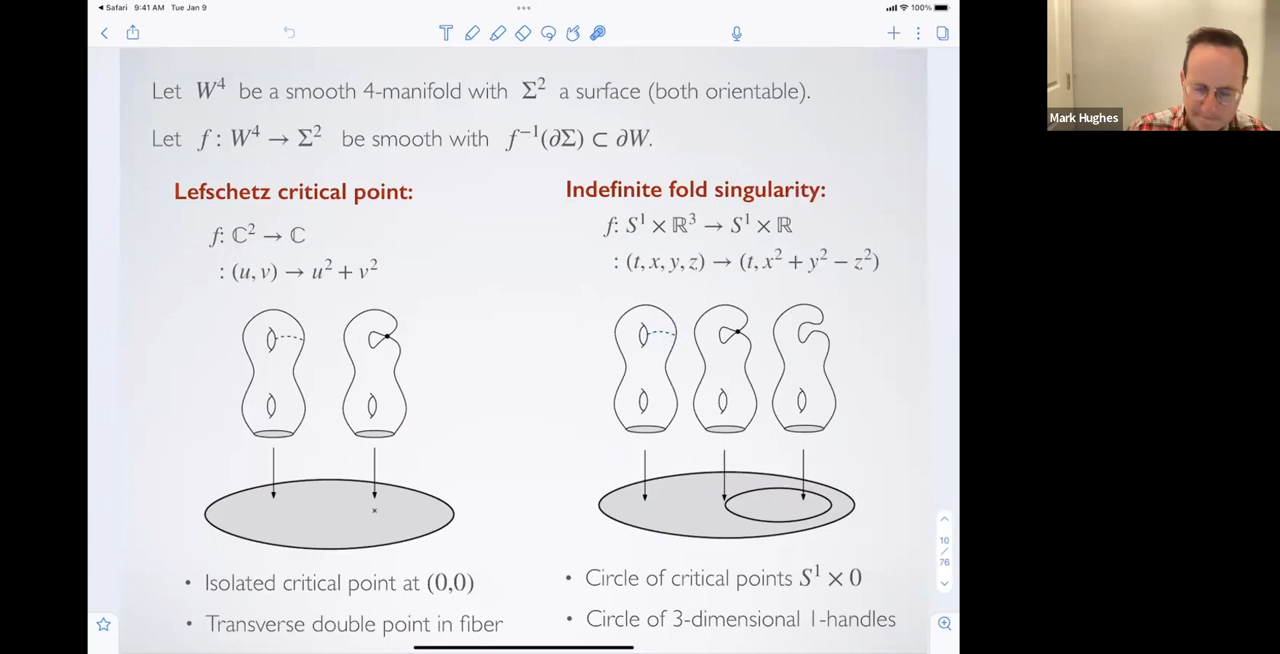 Safari 9:41 AM Tue Jan 9
100%
Let W⁴ be a smooth 4-manifold with Σ² a surface (both orientable).
Let f : W⁴ → Σ² be smooth with f⁻¹(∂Σ) ⊂ ∂W.
Lefschetz critical point:
f: ℂ² → ℂ
: (u, v) → u² + v²
Isolated critical point at (0,0)
Transverse double point in fiber
Indefinite fold singularity:
f: S¹ × ℝ³ → S¹ × ℝ
: (t, x, y, z) → (t, x² + y² − z²)
Circle of critical points S¹ × 0
Circle of 3-dimensional 1-handles
10
/
76
Mark Hughes